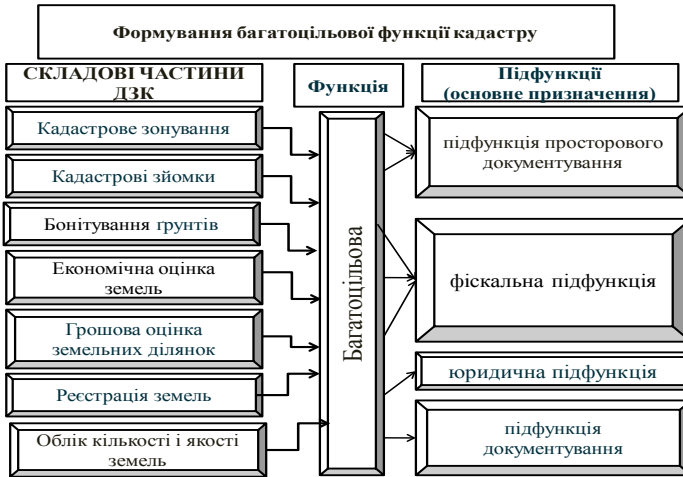 Формування багатоцільової функції кадастру
СКЛАДОВІ ЧАСТИНИ
ДЗК
Кадастрове зонування
Кадастрові зйомки
Бонітування ґрунтів
Економічна оцінка
земель
Грошова оцінка
земельних ділянок
Реєстрація земель
Облік кількості і якості
земель
Функція
Багатоцільова
Підфункції
(основне призначення)
підфункція просторового
документування
фіскальна підфункція
юридична підфункція
підфункція
документування